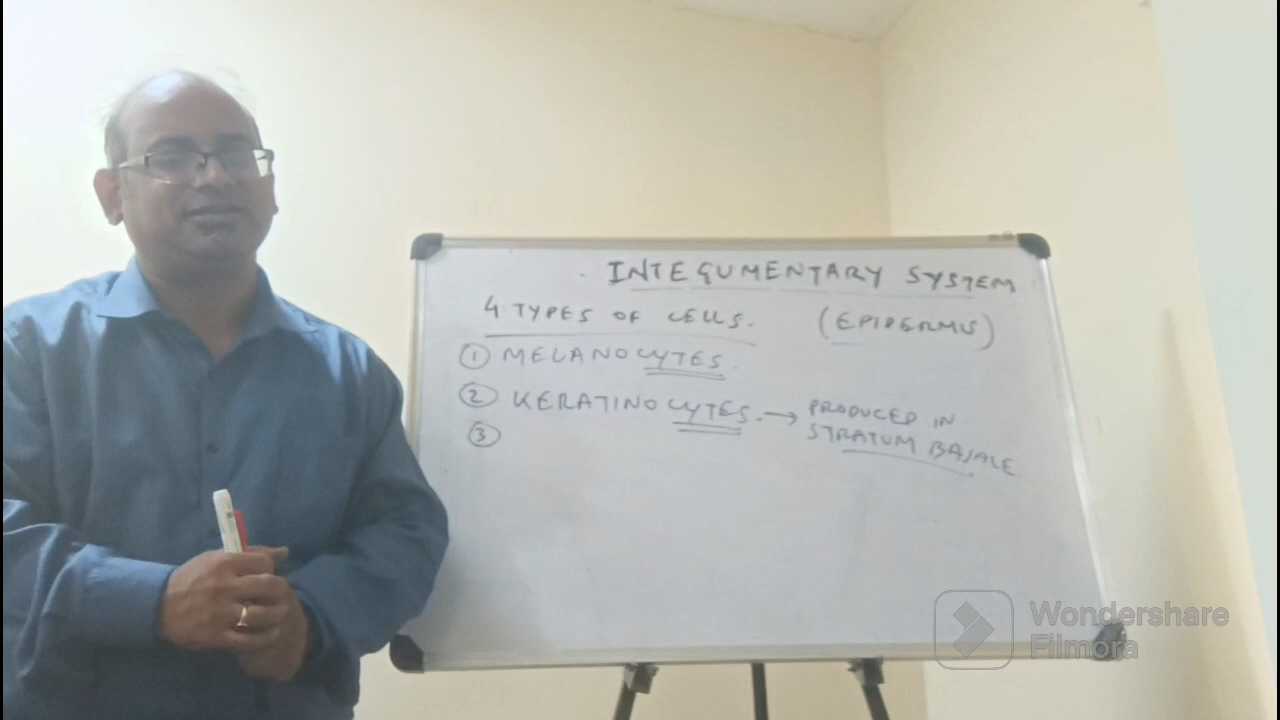 INTEGUMENTARY SYSTEM
4 TYPES OF CELLS. (EPIDERMIS)
① MELANOCYTES.
② KERATINOCYTES. → PRODUCED IN
STRATUM BASALE
③
Wondershare
Filmora